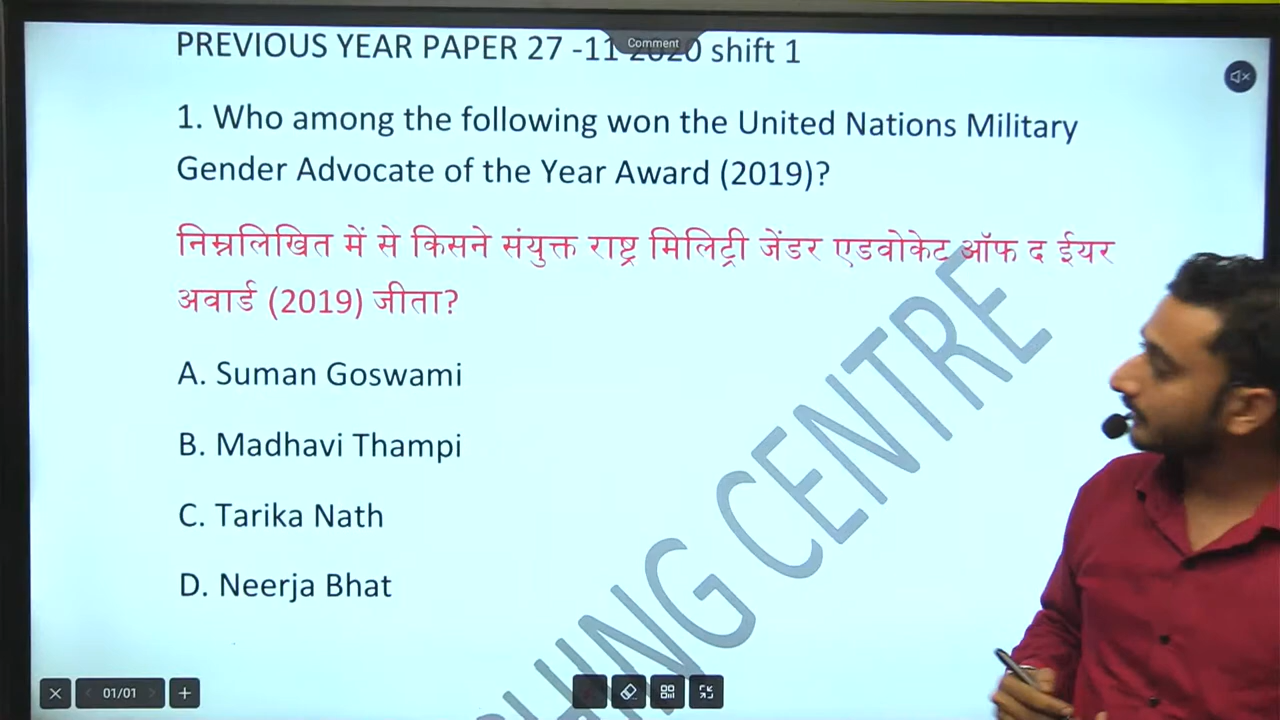 PREVIOUS YEAR PAPER 27 -11 2020 shift 1
Comment
1. Who among the following won the United Nations Military
Gender Advocate of the Year Award (2019)?
निम्नलिखित में से किसने संयुक्त राष्ट्र मिलिट्री जेंडर एडवोकेट ऑफ द ईयर
अवार्ड (2019) जीता?
A. Suman Goswami
B. Madhavi Thampi
C. Tarika Nath
D. Neerja Bhat
CENTRE
01/01